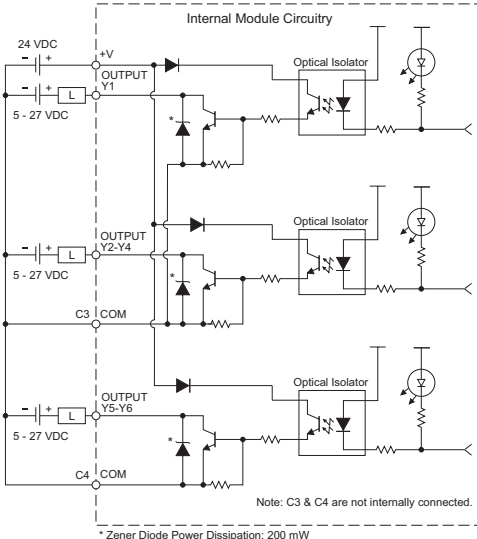 Internal Module Circuitry
24 VDC
- +
+V
Optical Isolator
OUTPUT
Y1
- +
L
5 - 27 VDC
*
Optical Isolator
OUTPUT
Y2-Y4
- +
L
5 - 27 VDC
*
C3
COM
Optical Isolator
OUTPUT
Y5-Y6
- +
L
5 - 27 VDC
*
C4
COM
Note: C3 & C4 are not internally connected.
* Zener Diode Power Dissipation: 200 mW